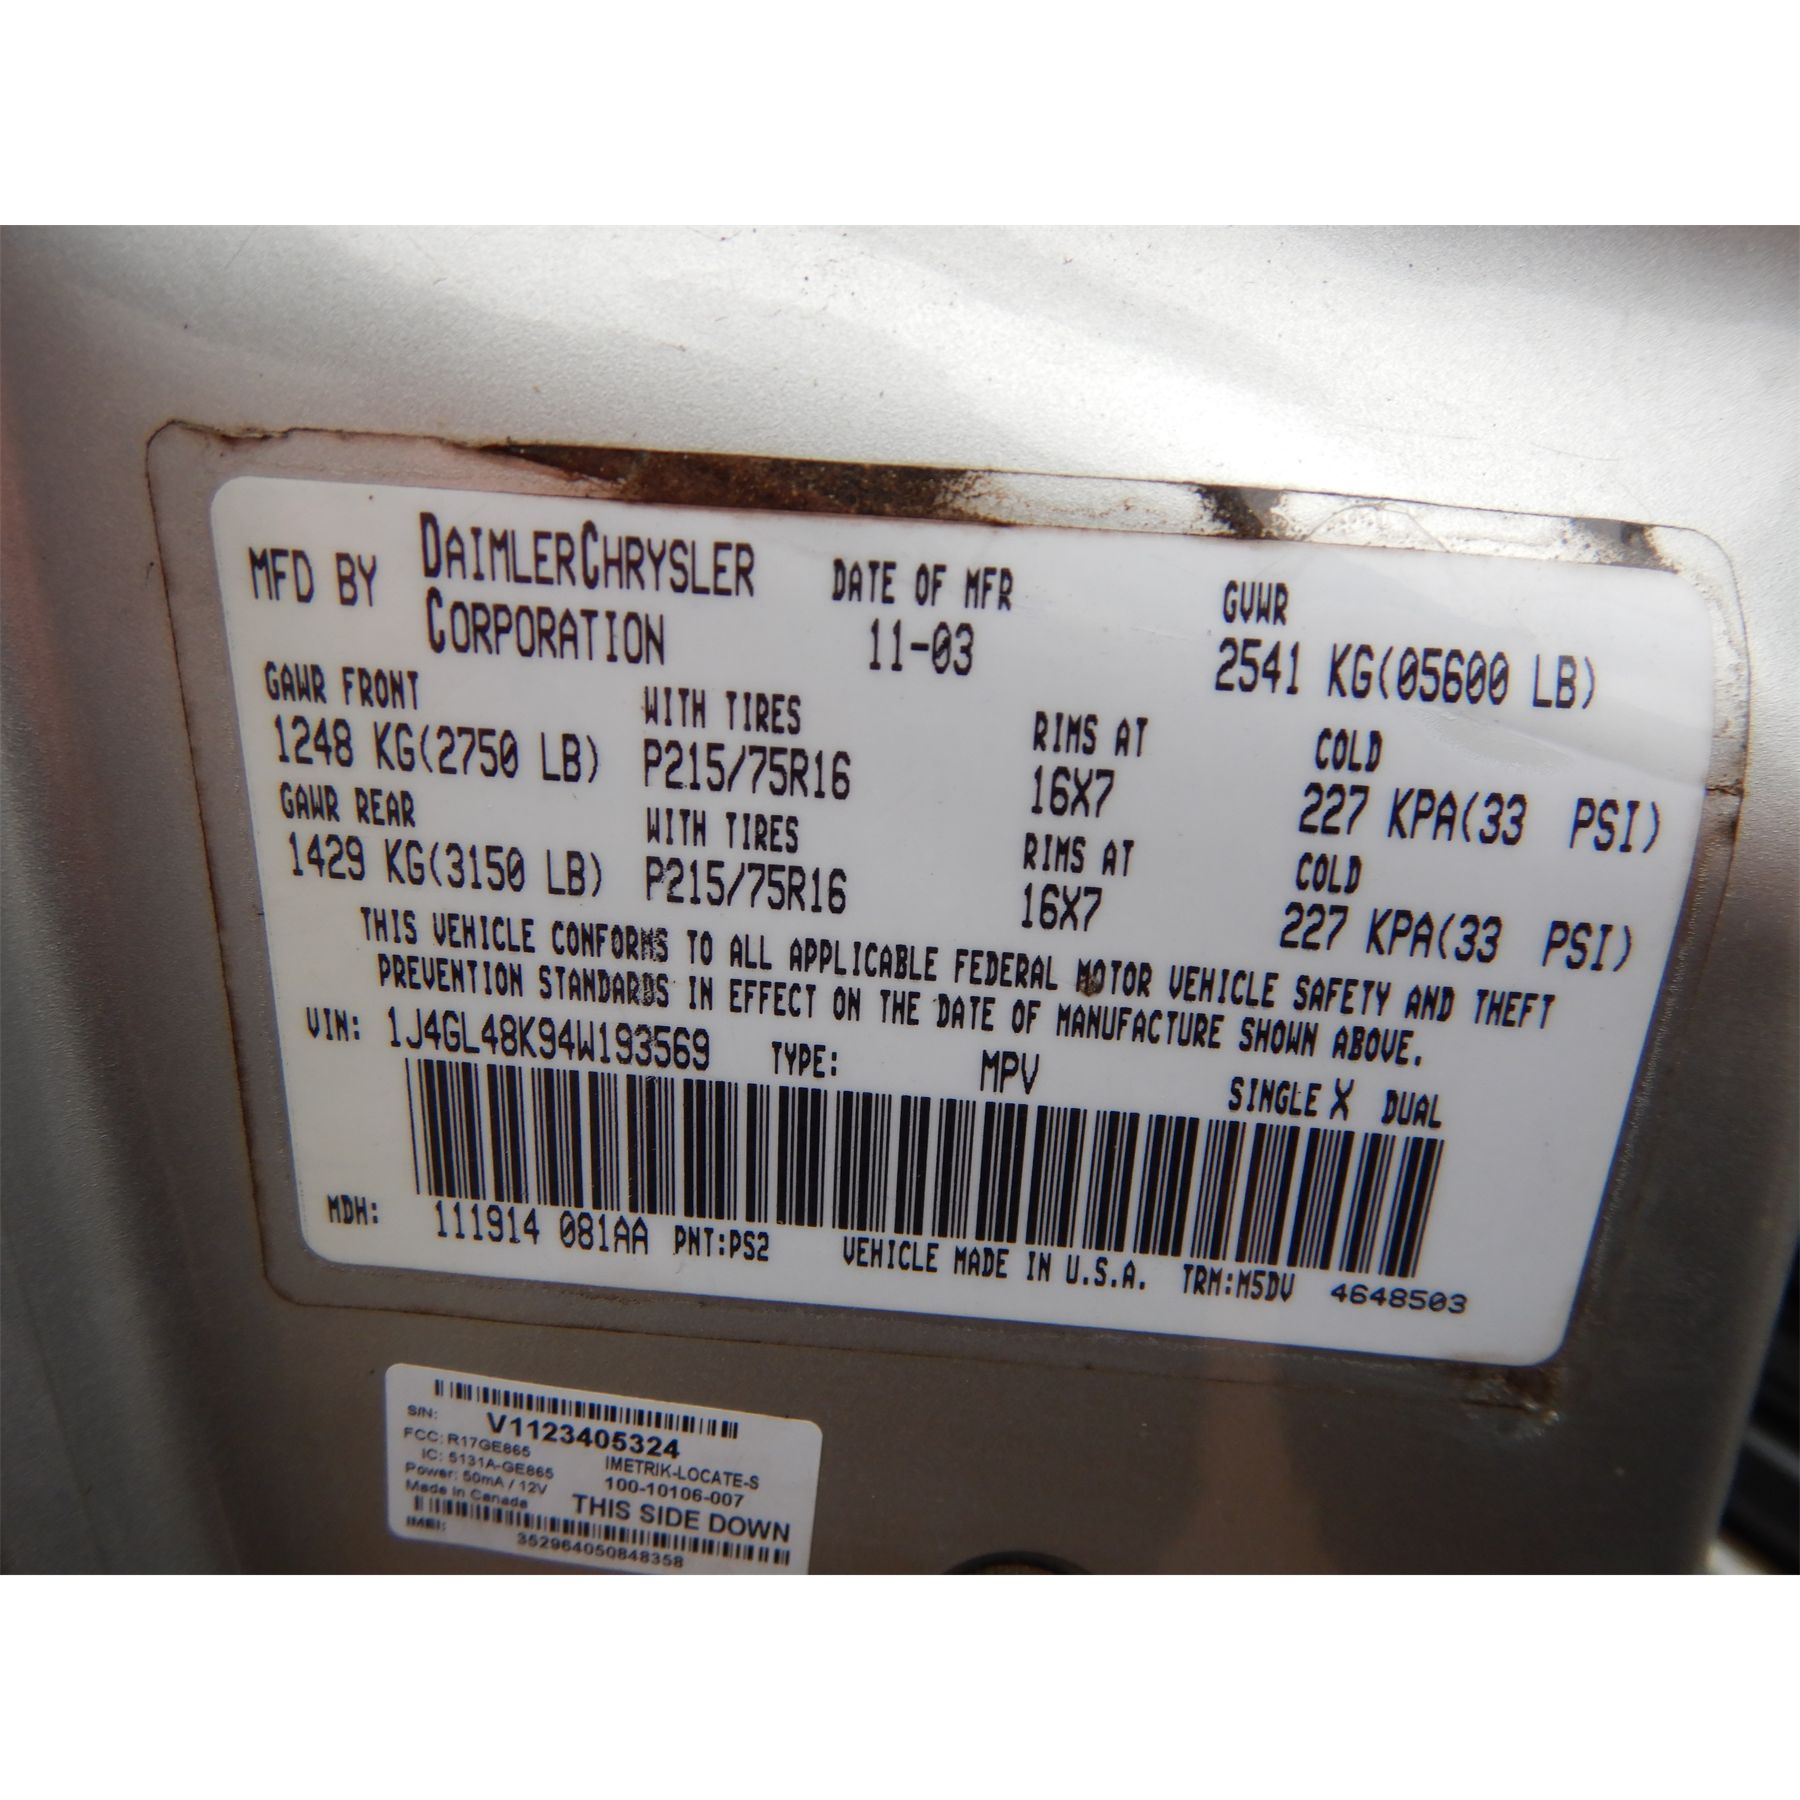 MFD BY DAIMLERCHRYSLER CORPORATION DATE OF MFR 11-03 GVWR 2541 KG(05600 LB)
GAWR FRONT WITH TIRES RIMS AT COLD
1248 KG(2750 LB) P215/75R16 16X7 227 KPA(33 PSI)
GAWR REAR WITH TIRES RIMS AT COLD
1429 KG(3150 LB) P215/75R16 16X7 227 KPA(33 PSI)
THIS VEHICLE CONFORMS TO ALL APPLICABLE FEDERAL MOTOR VEHICLE SAFETY AND THEFT
PREVENTION STANDARDS IN EFFECT ON THE DATE OF MANUFACTURE SHOWN ABOVE.
VIN: 1J4GL48K94W193569 TYPE: MPV SINGLE X DUAL
MDH: 111914 081AA PNT:PS2 VEHICLE MADE IN U.S.A. TRM:M5DV 4648503
S/N: V1123405324
FCC: R17GE865 IMETRIK-LOCATE-S
IC: 5131A-GE865 100-10106-007
Power: 50mA / 12V THIS SIDE DOWN
Made in Canada
IMEI: 352964050848358